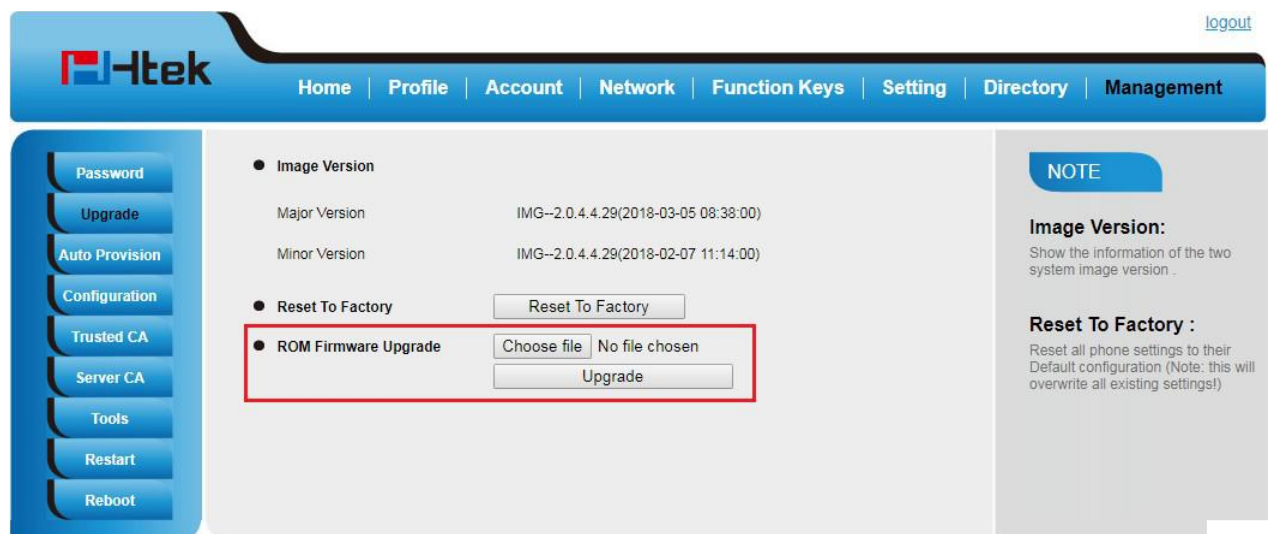 logout
Htek
Home | Profile | Account | Network | Function Keys | Setting | Directory | Management
Password
Upgrade
Auto Provision
Configuration
Trusted CA
Server CA
Tools
Restart
Reboot
Image Version
Major Version IMG--2.0.4.4.29(2018-03-05 08:38:00)
Minor Version IMG--2.0.4.4.29(2018-02-07 11:14:00)
Reset To Factory Reset To Factory
ROM Firmware Upgrade Choose file No file chosen
Upgrade
NOTE
Image Version:
Show the information of the two
system image version .
Reset To Factory :
Reset all phone settings to their
Default configuration (Note: this will
overwrite all existing settings!)